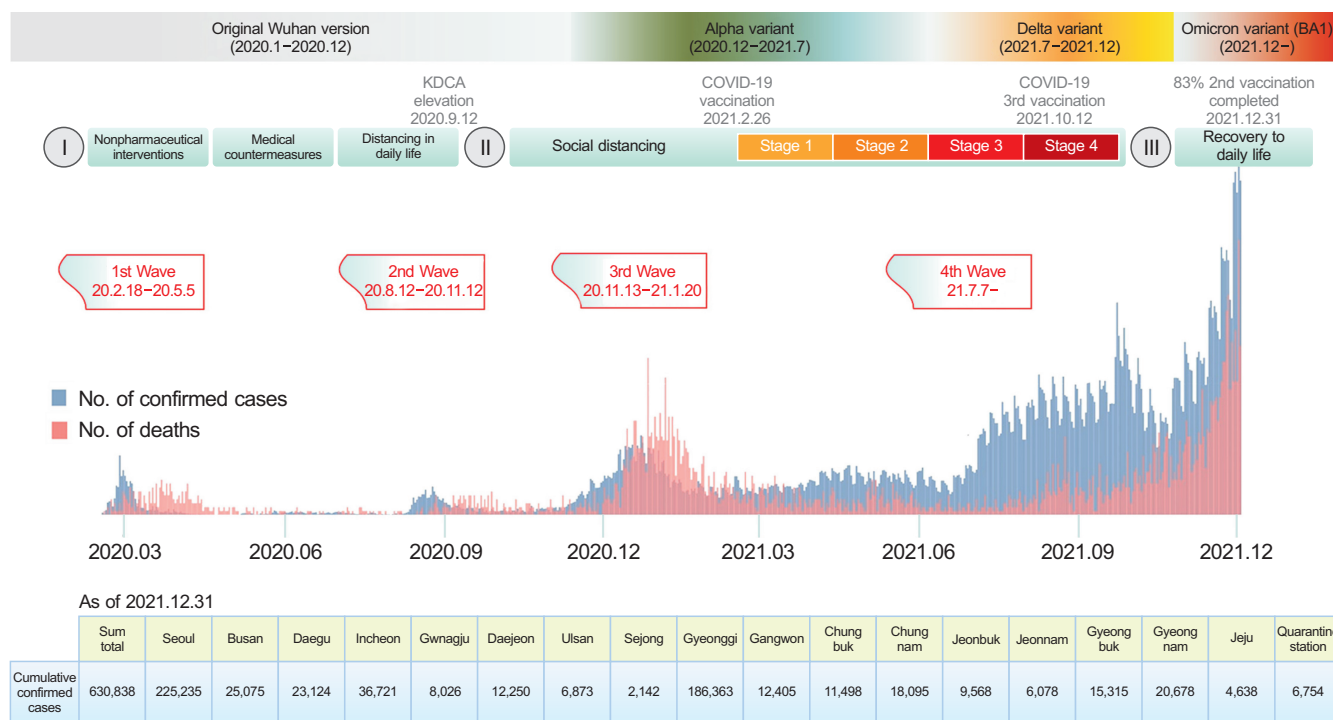 Original Wuhan version
(2020.1−2020.12)
Alpha variant
(2020.12−2021.7)
Delta variant
(2021.7−2021.12)
Omicron variant (BA1)
(2021.12−)
KDCA
elevation
2020.9.12
COVID-19
vaccination
2021.2.26
COVID-19
3rd vaccination
2021.10.12
83% 2nd vaccination
completed
2021.12.31
I
Nonpharmaceutical
interventions
Medical
countermeasures
Distancing in
daily life
II
Social distancing
Stage 1
Stage 2
Stage 3
Stage 4
III
Recovery to
daily life
1st Wave
20.2.18−20.5.5
2nd Wave
20.8.12−20.11.12
3rd Wave
20.11.13−21.1.20
4th Wave
21.7.7−
No. of confirmed cases
No. of deaths
2020.03 2020.06 2020.09 2020.12 2021.03 2021.06 2021.09 2021.12
As of 2021.12.31
Sum total Seoul Busan Daegu Incheon Gwnagju Daejeon Ulsan Sejong Gyeonggi Gangwon Chung buk Chung nam Jeonbuk Jeonnam Gyeong buk Gyeong nam Jeju Quarantine station
Cumulative confirmed cases 630,838 225,235 25,075 23,124 36,721 8,026 12,250 6,873 2,142 186,363 12,405 11,498 18,095 9,568 6,078 15,315 20,678 4,638 6,754